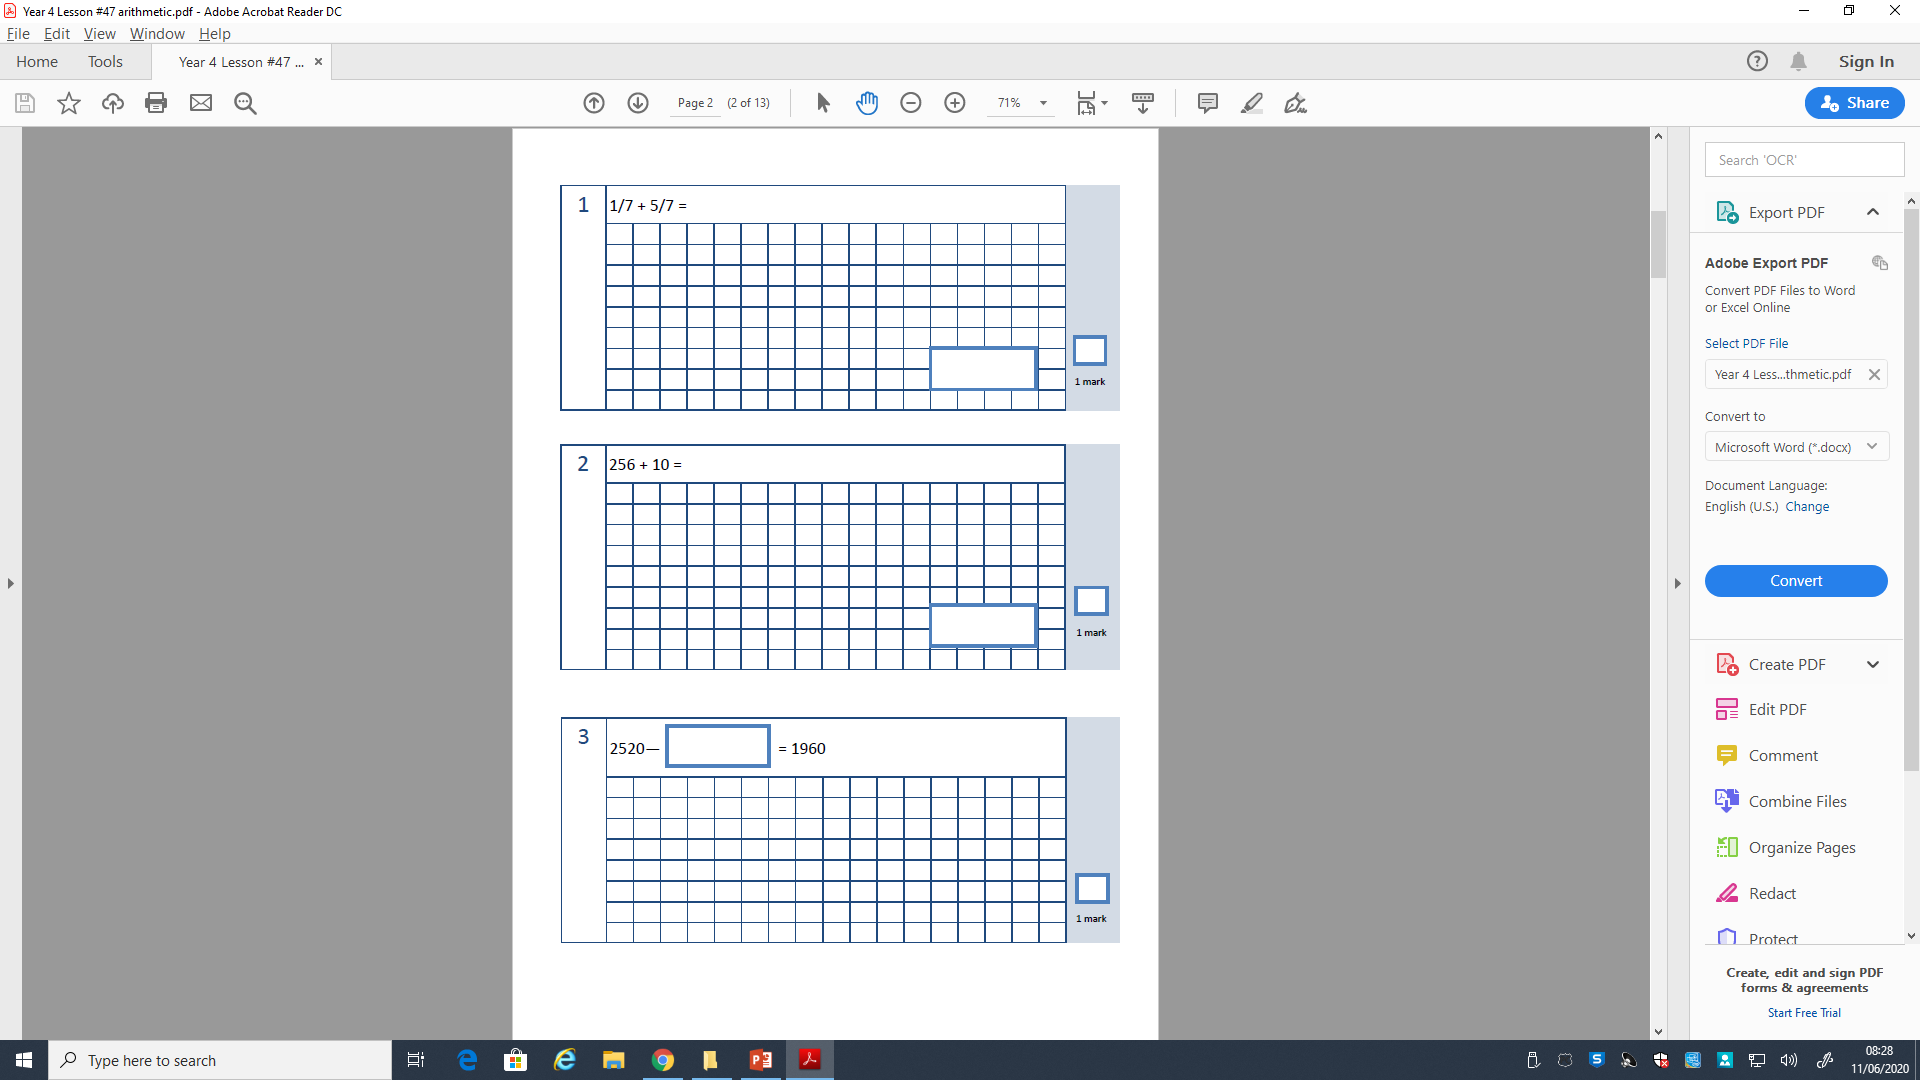 Year 4 Lesson #47 arithmetic.pdf - Adobe Acrobat Reader DC
File Edit View Window Help
Home Tools Year 4 Lesson #47 ... × Sign In
Page 2 (2 of 13) 71% Share
Search 'OCR'
Export PDF
Adobe Export PDF
Convert PDF Files to Word
or Excel Online
Select PDF File
Year 4 Less...thmetic.pdf
Convert to
Microsoft Word (*.docx)
Document Language:
English (U.S.) Change
Convert
Create PDF
Edit PDF
Comment
Combine Files
Organize Pages
Redact
Protect
Create, edit and sign PDF
forms & agreements
Start Free Trial
1 1/7 + 5/7 =
1 mark
2 256 + 10 =
1 mark
3 2520— = 1960
1 mark
Type here to search
08:28
11/06/2020